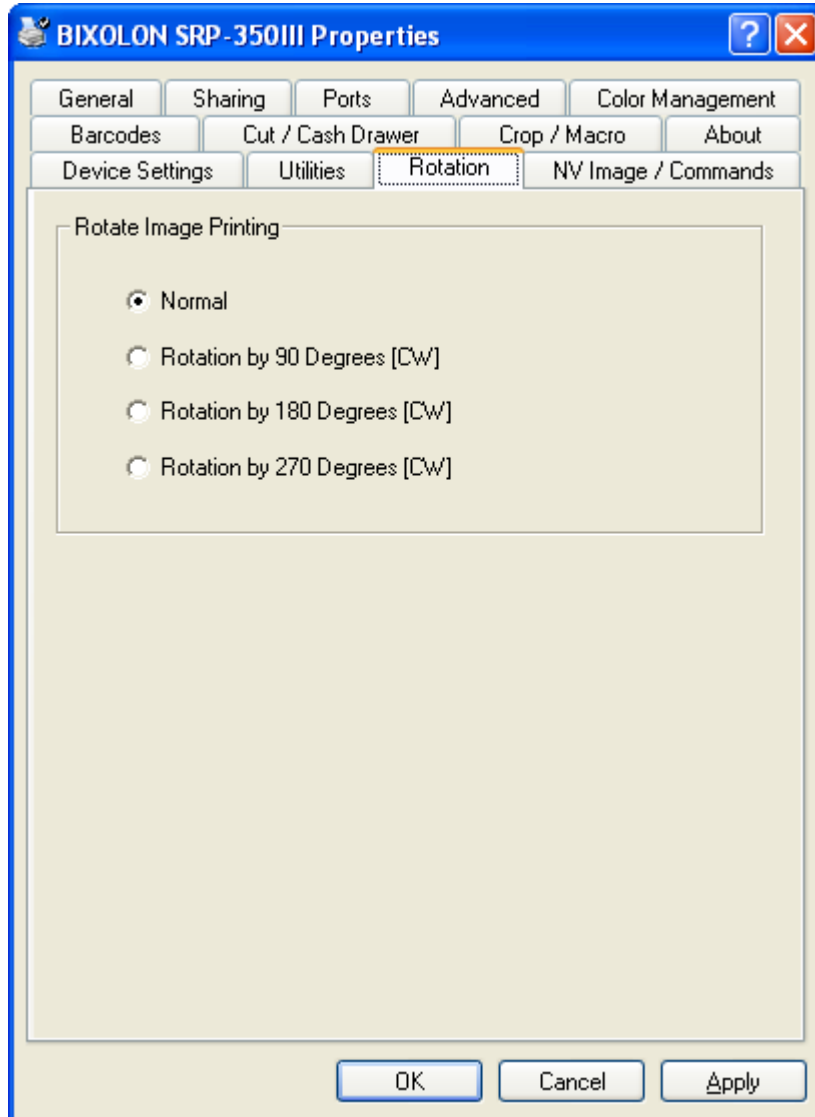 BIXOLON SRP-350III Properties
General Sharing Ports Advanced Color Management
Barcodes Cut / Cash Drawer Crop / Macro About
Device Settings Utilities Rotation NV Image / Commands
Rotate Image Printing
Normal
Rotation by 90 Degrees [CW]
Rotation by 180 Degrees [CW]
Rotation by 270 Degrees [CW]
OK Cancel Apply